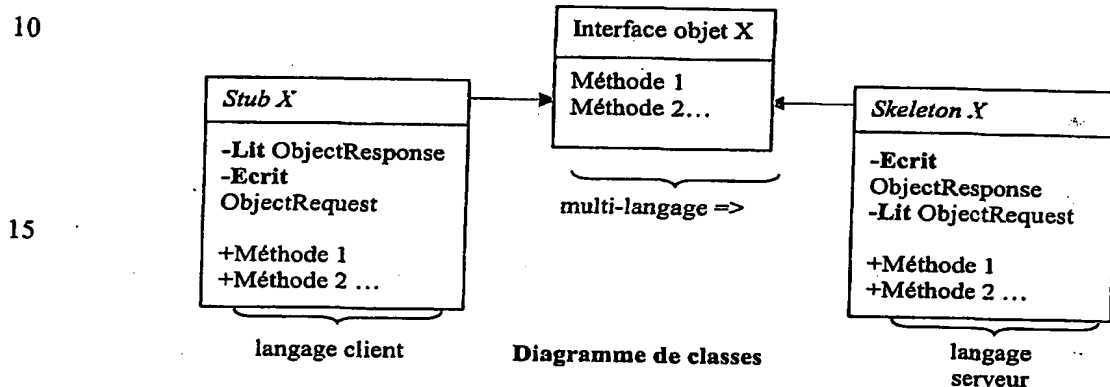 10
Interface objet X
Méthode 1
Méthode 2...
Stub X
-Lit ObjectResponse
-Ecrit
ObjectRequest
+Méthode 1
+Méthode 2 ...
Skeleton X
-Ecrit
ObjectResponse
-Lit ObjectRequest
+Méthode 1
+Méthode 2 ...
multi-langage =>
15
langage client
Diagramme de classes
langage
serveur